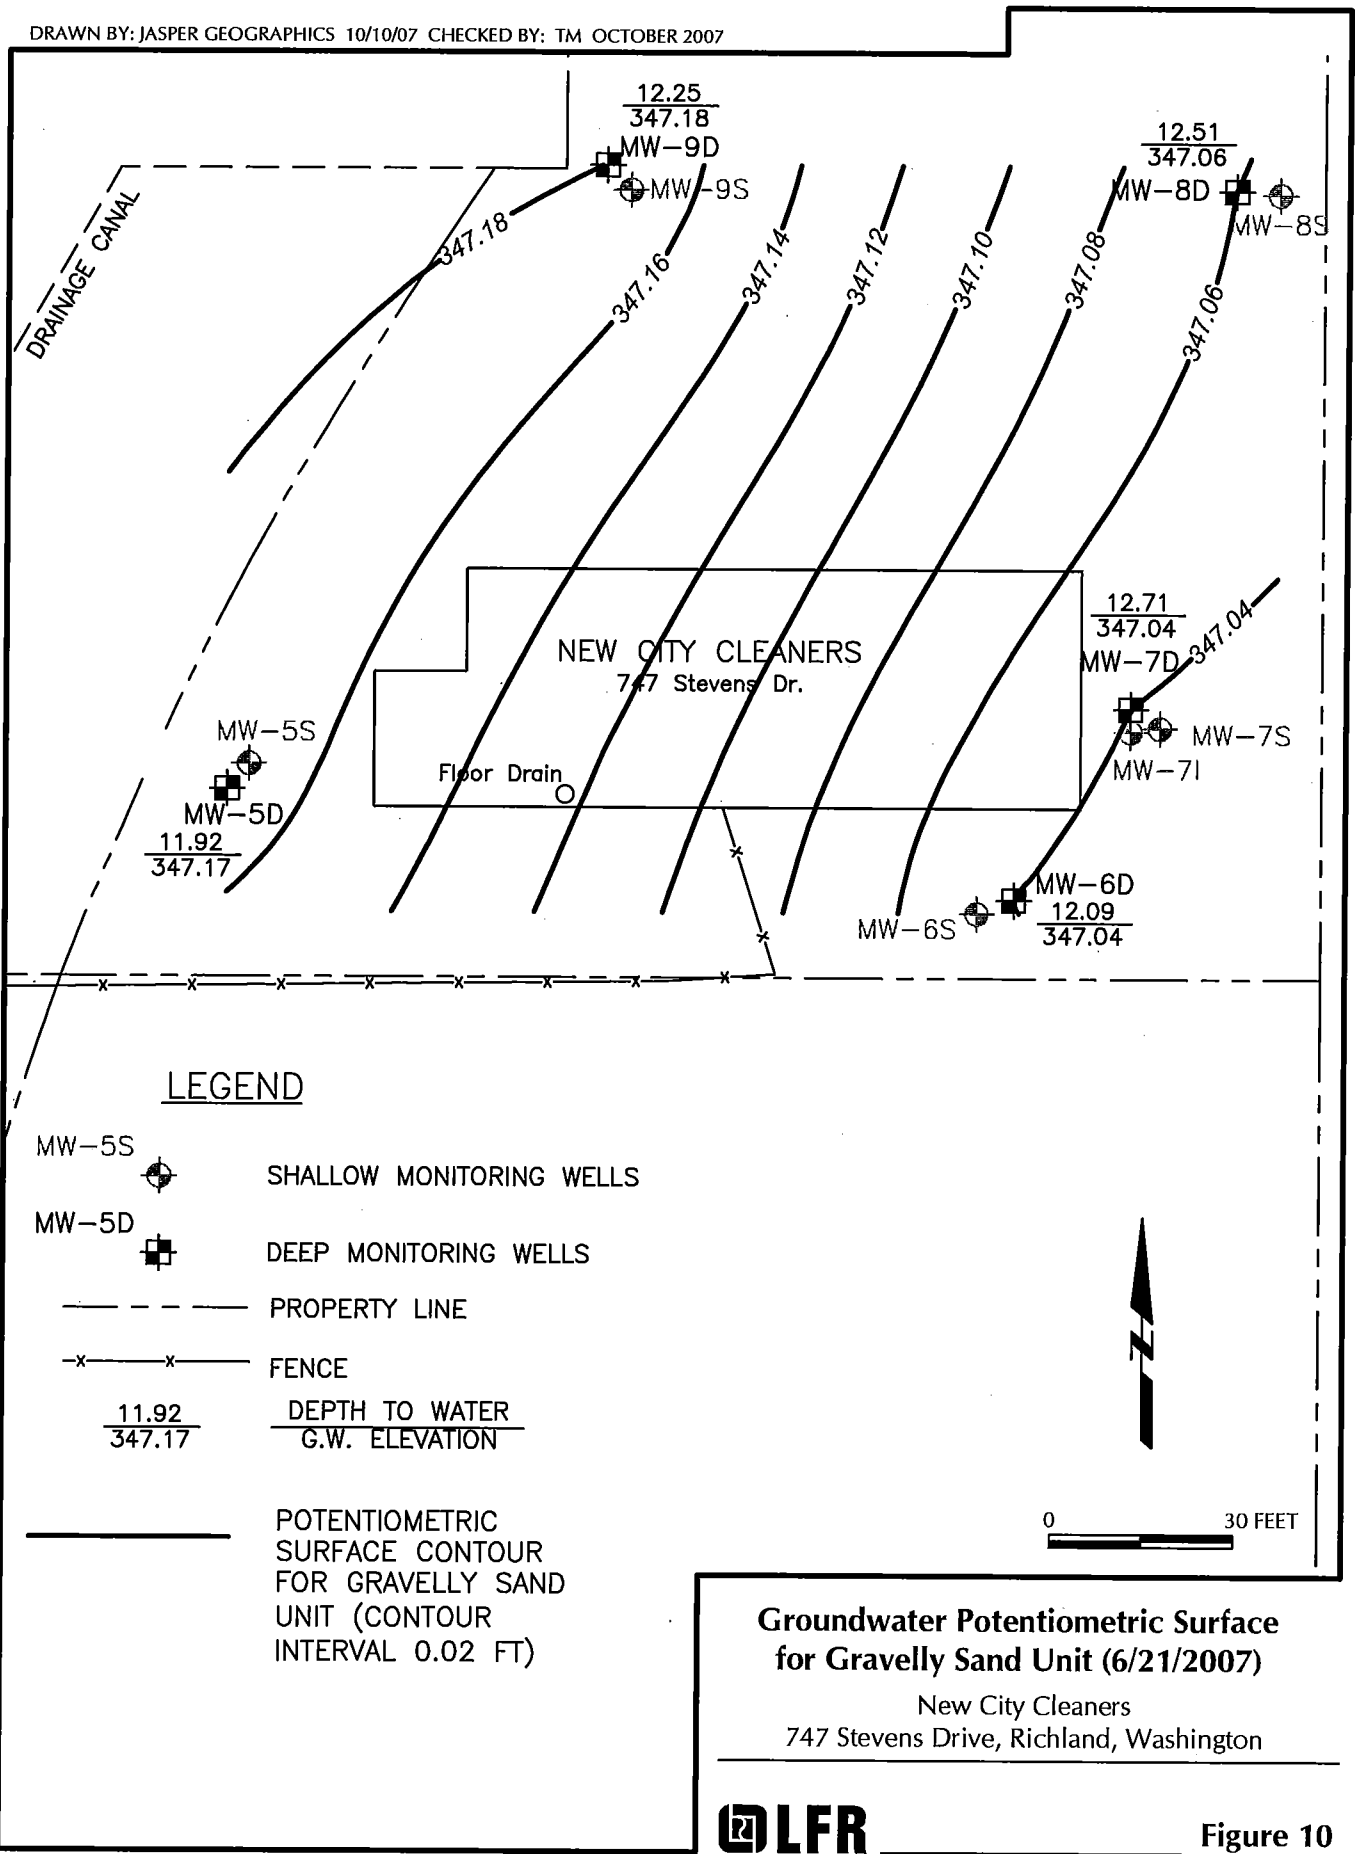 DRAWN BY: JASPER GEOGRAPHICS 10/10/07 CHECKED BY: TM OCTOBER 2007
12.25
347.18
MW-9D
MW-9S
12.51
347.06
MW-8D
MW-8S
DRAINAGE CANAL
347.18
347.16
347.14
347.12
347.10
347.08
347.06
12.71
347.04
MW-7D
347.04
NEW CITY CLEANERS
747 Stevens Dr.
MW-5S
MW-7S
MW-7I
Floor Drain
MW-5D
11.92
347.17
MW-6D
12.09
347.04
MW-6S
LEGEND
MW-5S
SHALLOW MONITORING WELLS
MW-5D
DEEP MONITORING WELLS
PROPERTY LINE
FENCE
11.92
347.17
DEPTH TO WATER
G.W. ELEVATION
POTENTIOMETRIC
SURFACE CONTOUR
FOR GRAVELLY SAND
UNIT (CONTOUR
INTERVAL 0.02 FT)
N
0 30 FEET
Groundwater Potentiometric Surface
for Gravelly Sand Unit (6/21/2007)
New City Cleaners
747 Stevens Drive, Richland, Washington
LFR
Figure 10